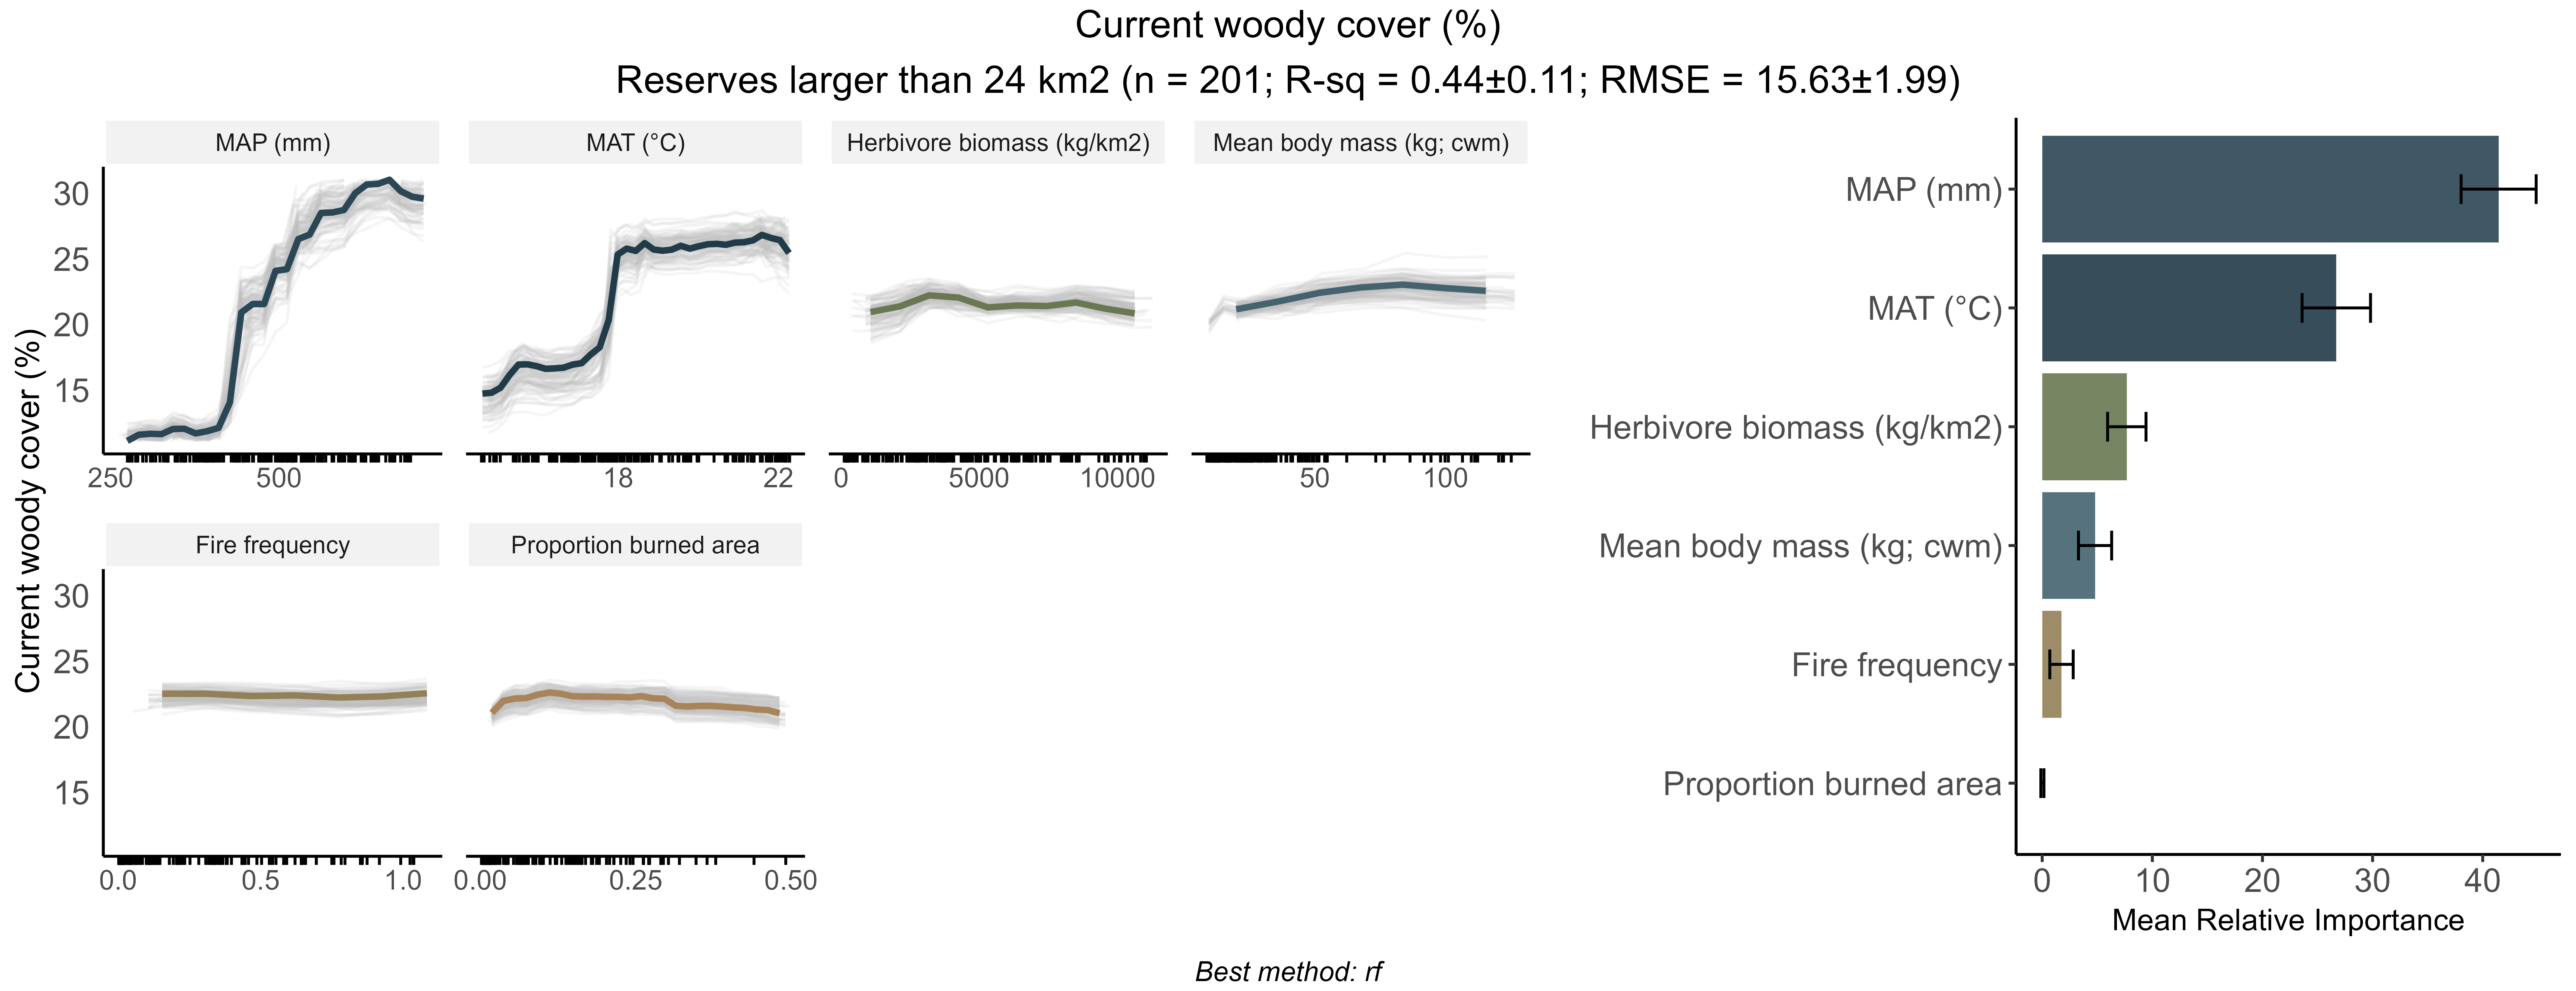 Current woody cover (%)
Reserves larger than 24 km2 (n = 201; R-sq = 0.44±0.11; RMSE = 15.63±1.99)
MAP (mm)
MAT (°C)
Herbivore biomass (kg/km2)
Mean body mass (kg; cwm)
Current woody cover (%)
30
25
20
15
250 500
18 22
0 5000 10000
50 100
Fire frequency
Proportion burned area
30
25
20
15
0.0 0.5 1.0
0.00 0.25 0.50
MAP (mm)
MAT (°C)
Herbivore biomass (kg/km2)
Mean body mass (kg; cwm)
Fire frequency
Proportion burned area
0 10 20 30 40
Mean Relative Importance
Best method: rf